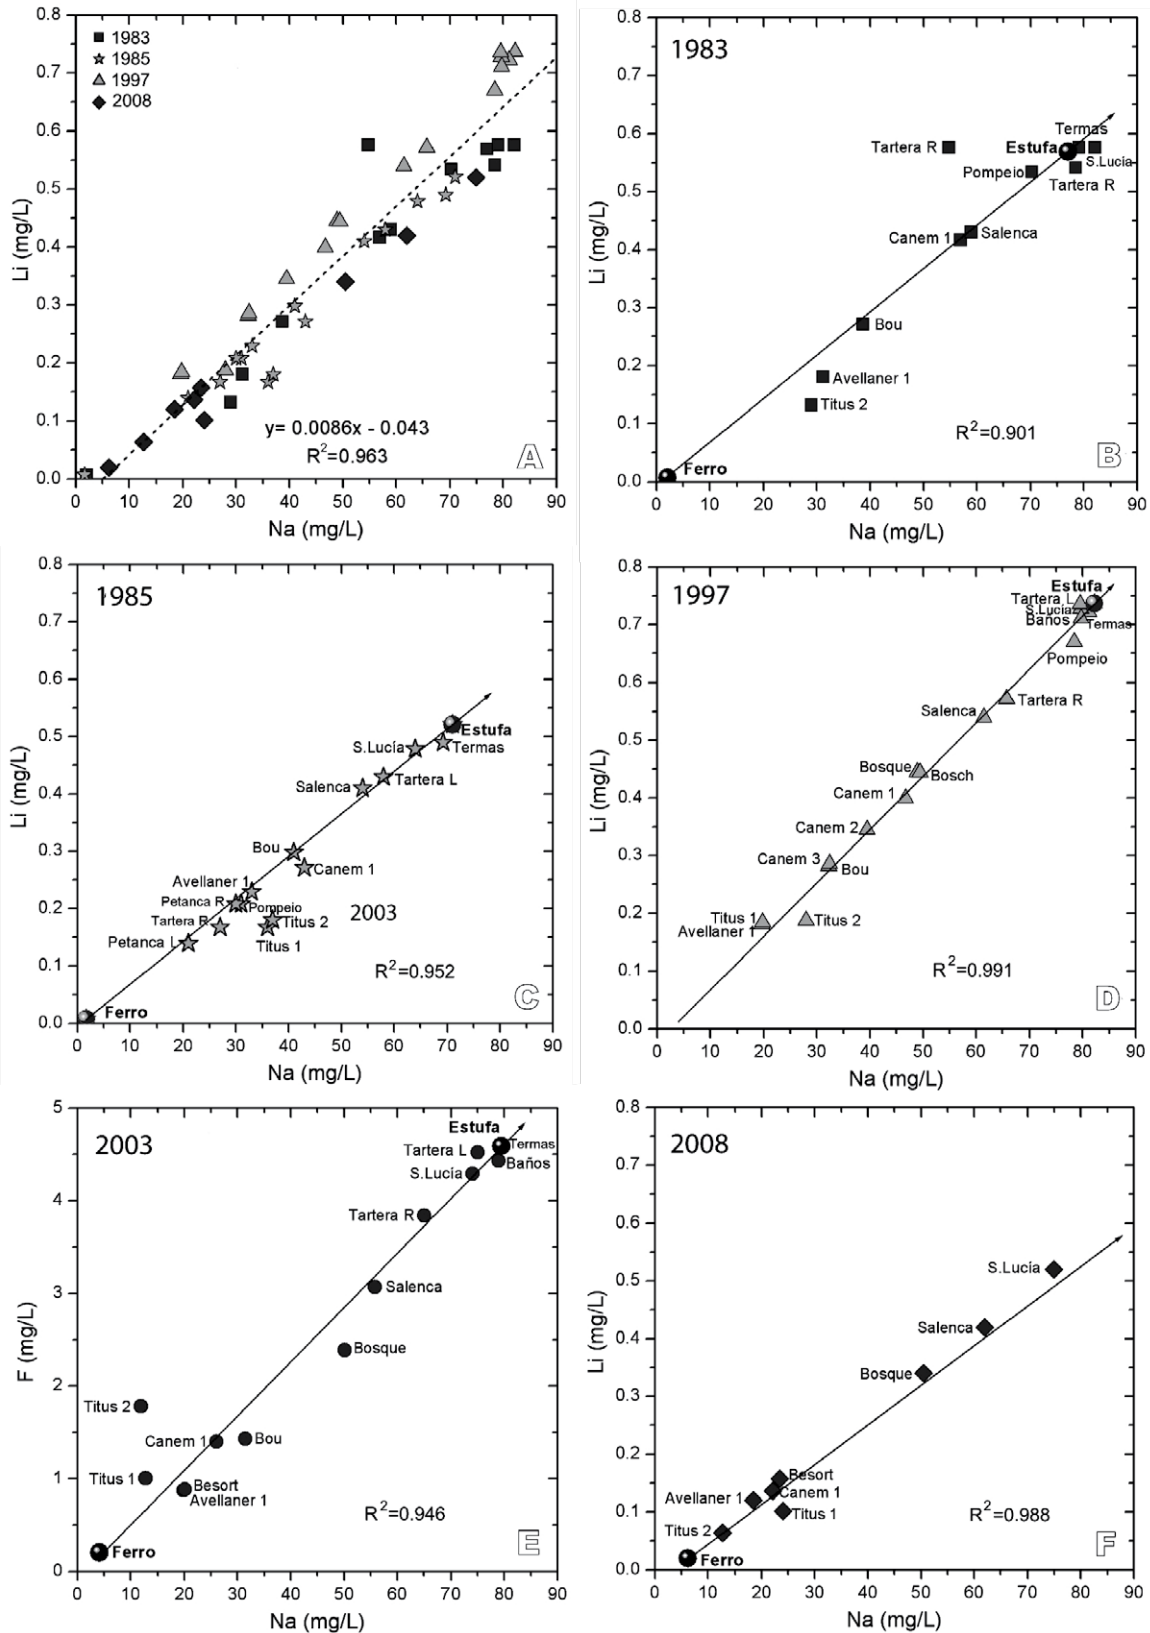 0.8
0.7
0.6
0.5
0.4
0.3
0.2
0.1
0.0
Li (mg/L)
1983
1985
1997
2008
y= 0.0086x - 0.043
R2=0.963
A
0 10 20 30 40 50 60 70 80 90
Na (mg/L)
0.8
0.7
0.6
0.5
0.4
0.3
0.2
0.1
0.0
Li (mg/L)
1983
Termas
Tartera R
Estufa
S.Lucía
Pompeio
Tartera R
Canem 1
Salenca
Bou
Avellaner 1
Titus 2
R2=0.901
Ferro
B
0 10 20 30 40 50 60 70 80 90
Na (mg/L)
0.8
0.7
0.6
0.5
0.4
0.3
0.2
0.1
0.0
Li (mg/L)
1985
Estufa
S.Lucía
Termas
Salenca
Tartera L
Bou
Canem 1
Avellaner 1
Petanca R
Pompeio
Tartera R
Titus 2
2003
Petanca L
Titus 1
R2=0.952
Ferro
C
0 10 20 30 40 50 60 70 80 90
Na (mg/L)
0.8
0.7
0.6
0.5
0.4
0.3
0.2
0.1
0.0
Li (mg/L)
1997
Estufa
Tartera L
S.Lucía
Baños
Termas
Pompeio
Tartera R
Salenca
Bosque
Bosch
Canem 1
Canem 2
Canem 3
Bou
Titus 1
Titus 2
Avellaner 1
R2=0.991
D
0 10 20 30 40 50 60 70 80 90
Na (mg/L)
5
4
3
2
1
0
F (mg/L)
2003
Estufa
Termas
Tartera L
Baños
S.Lucía
Tartera R
Salenca
Bosque
Titus 2
Canem 1
Bou
Titus 1
Besort
Avellaner 1
R2=0.946
Ferro
E
0 10 20 30 40 50 60 70 80 90
Na (mg/L)
0.8
0.7
0.6
0.5
0.4
0.3
0.2
0.1
0.0
Li (mg/L)
2008
S.Lucía
Salenca
Bosque
Besort
Canem 1
Avellaner 1
Titus 1
Titus 2
R2=0.988
Ferro
F
0 10 20 30 40 50 60 70 80 90
Na (mg/L)